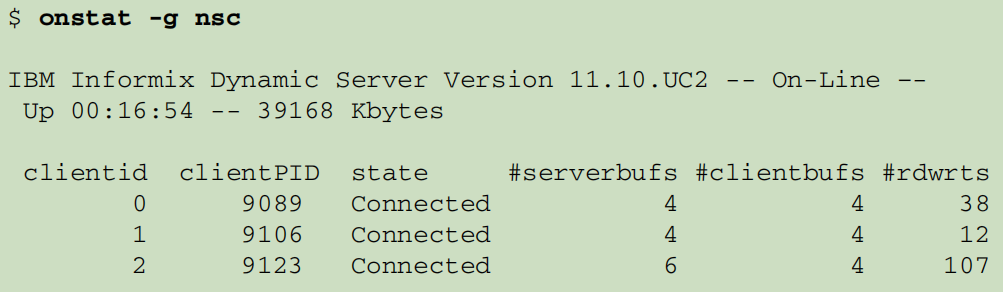 $ onstat -g nsc
IBM Informix Dynamic Server Version 11.10.UC2 -- On-Line --
Up 00:16:54 -- 39168 Kbytes
clientid clientPID state #serverbufs #clientbufs #rdwrts
0 9089 Connected 4 4 38
1 9106 Connected 4 4 12
2 9123 Connected 6 4 107